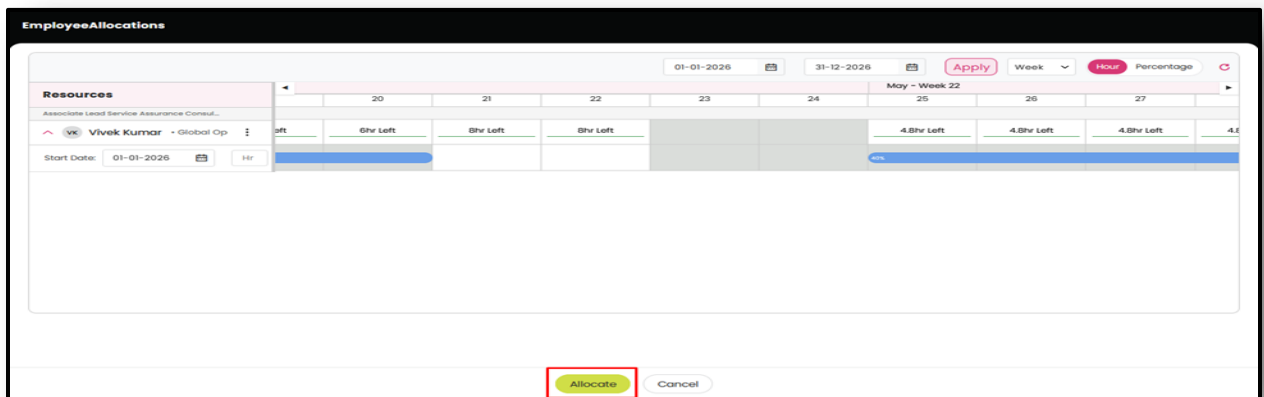 EmployeeAllocations
01-01-2026 31-12-2026 Apply Week Hour Percentage
Resources May - Week 22
20 21 22 23 24 25 26 27
Associate Lead Service Assurance Consul...
VK Vivek Kumar • Global Op 6hr Left 8hr Left 8hr Left 4.8hr Left 4.8hr Left 4.8hr Left
Start Date: 01-01-2026 Hr 40%
Allocate Cancel